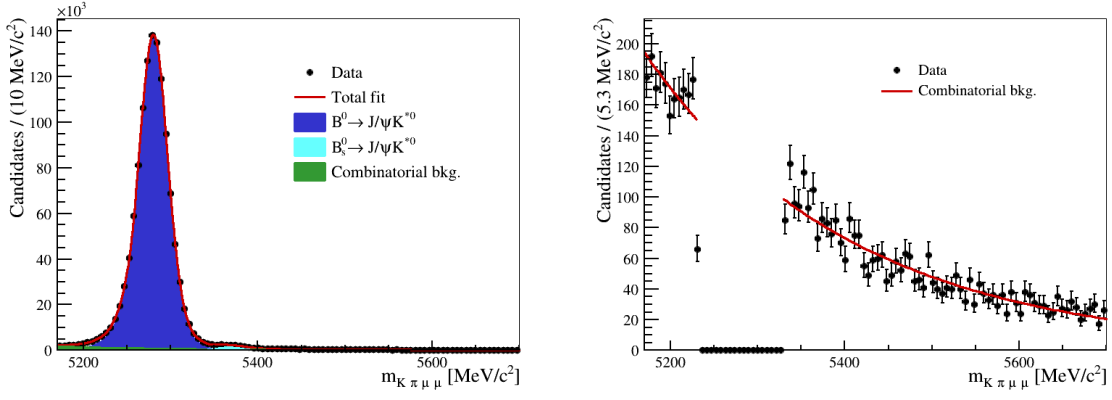 ×10³
140
120
100
80
60
40
20
0
Candidates / (10 MeV/c²)
Data
Total fit
B⁰→ J/ψK*⁰
B⁰ₛ→ J/ψK*⁰
Combinatorial bkg.
5200 5400 5600
m_{K π μ μ} [MeV/c²]
200
180
160
140
120
100
80
60
40
20
0
Candidates / (5.3 MeV/c²)
Data
Combinatorial bkg.
5200 5400 5600
m_{K π μ μ} [MeV/c²]